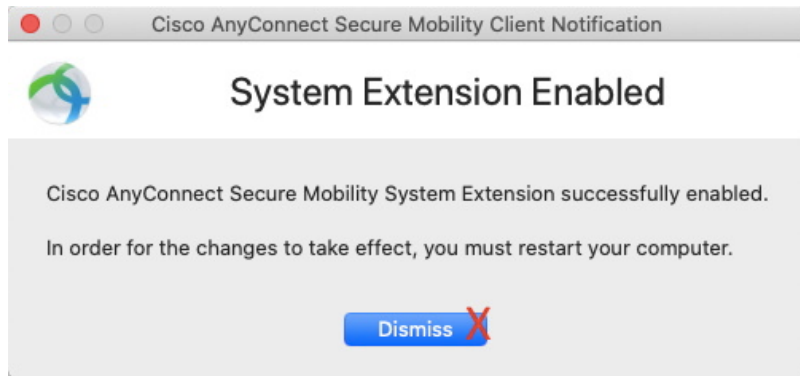 Cisco AnyConnect Secure Mobility Client Notification
System Extension Enabled
Cisco AnyConnect Secure Mobility System Extension successfully enabled.
In order for the changes to take effect, you must restart your computer.
Dismiss X